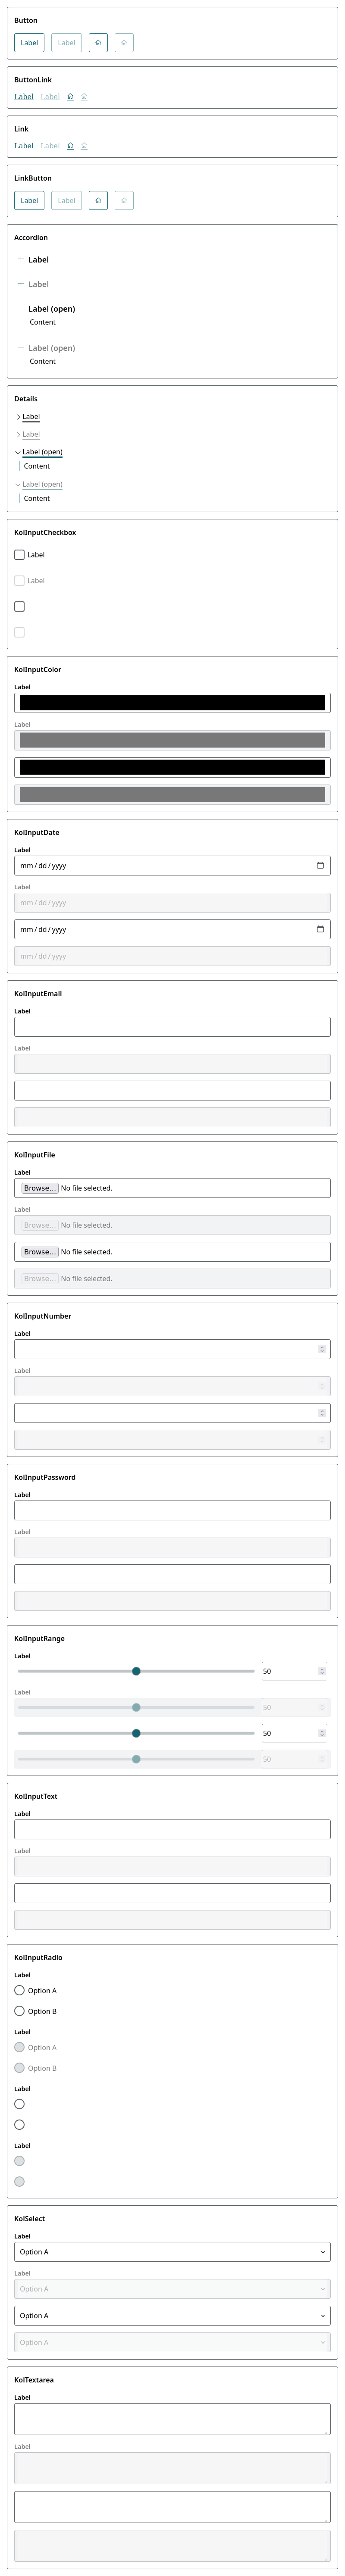 Button
Label Label
ButtonLink
Label Label
Link
Label Label
LinkButton
Label Label
Accordion
Label
Label
Label (open)
Content
Label (open)
Content
Details
Label
Label
Label (open)
Content
Label (open)
Content
KolInputCheckbox
Label
Label
KolInputColor
Label
Label
KolInputDate
Label
mm / dd / yyyy
Label
mm / dd / yyyy
mm / dd / yyyy
mm / dd / yyyy
KolInputEmail
Label
Label
KolInputFile
Label
Browse... No file selected.
Label
Browse... No file selected.
Browse... No file selected.
Browse... No file selected.
KolInputNumber
Label
Label
KolInputPassword
Label
Label
KolInputRange
Label
50
Label
50
50
50
KolInputText
Label
Label
KolInputRadio
Label
Option A
Option B
Label
Option A
Option B
Label
Label
KolSelect
Label
Option A
Label
Option A
Option A
Option A
KolTextarea
Label
Label